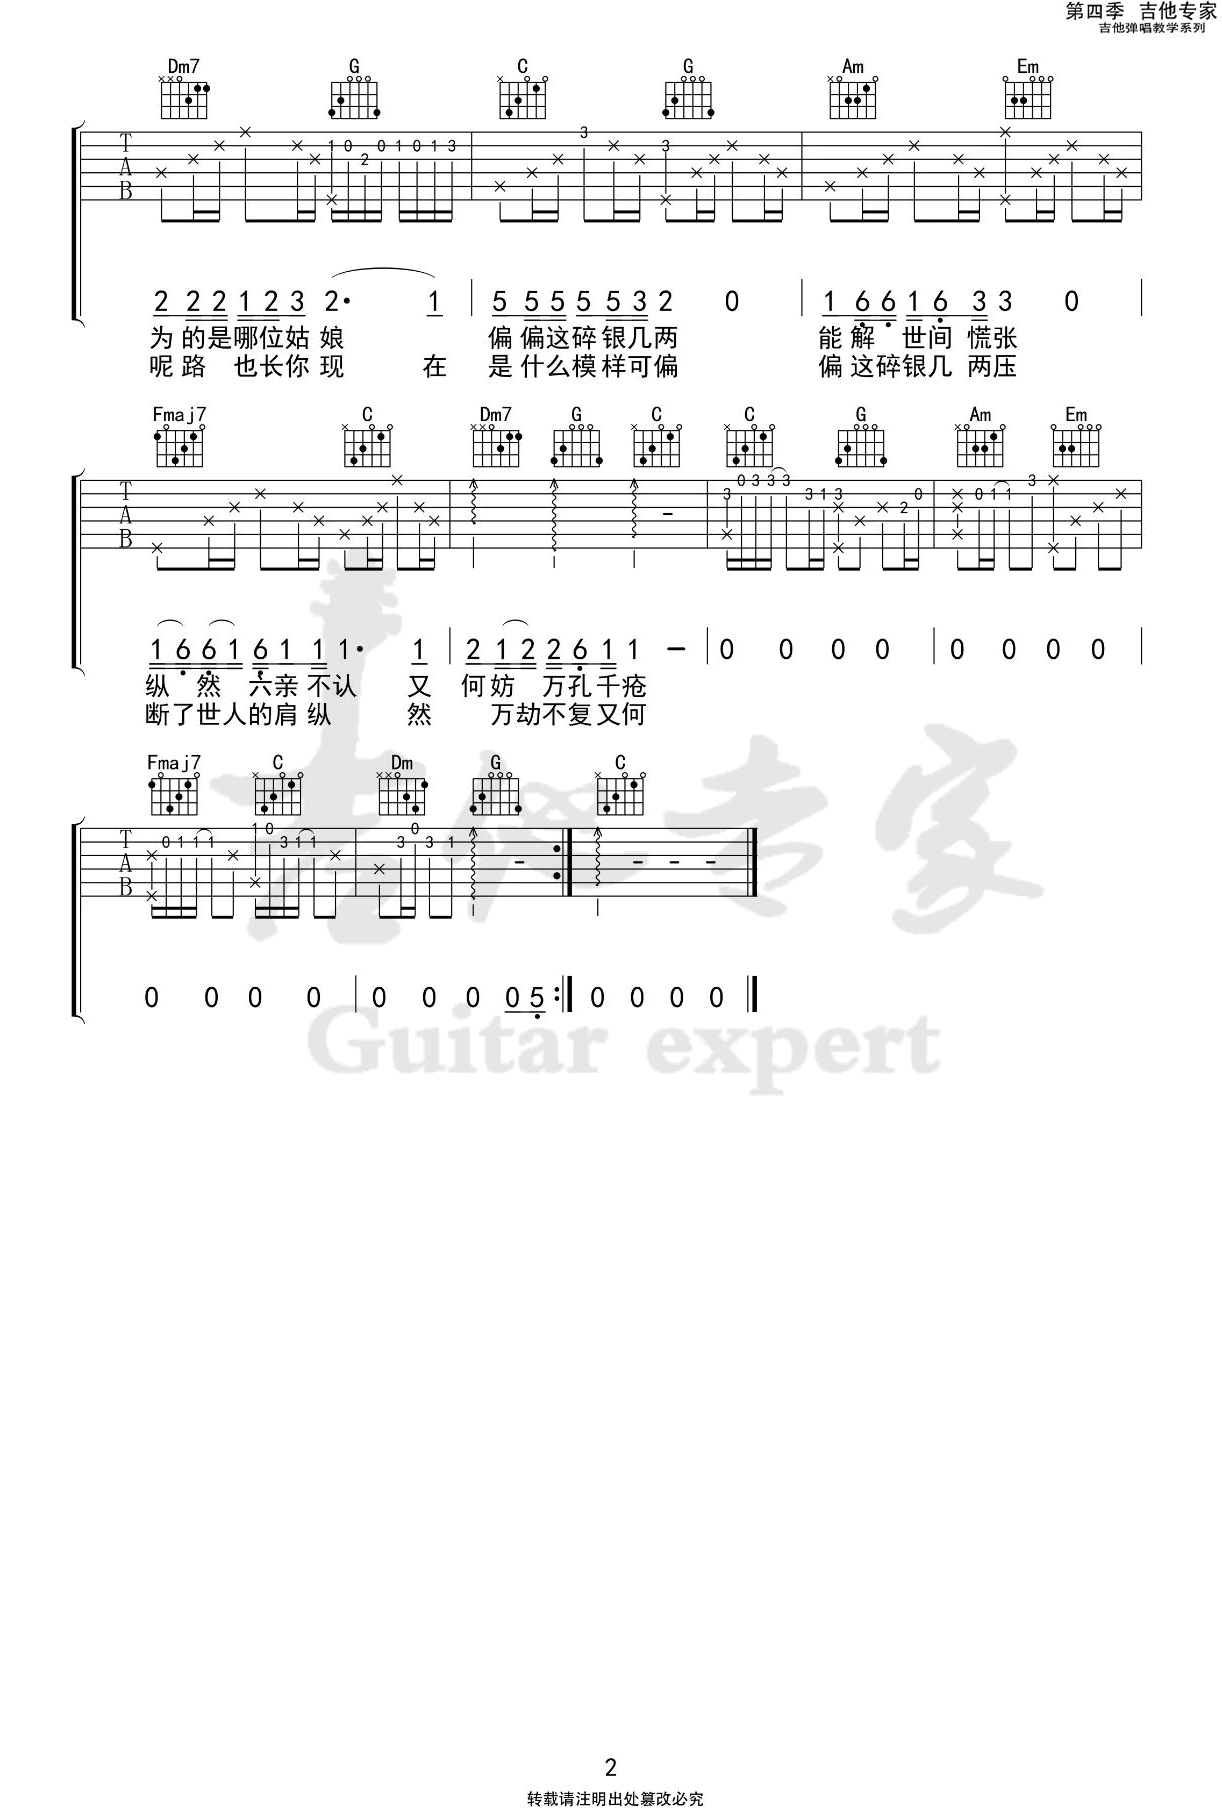 第四季 吉他专家
吉他弹唱教学系列
Dm7 G C G Am Em
T 1 0 2 0 1 0 1 3 3 3
A
B
2 2 2 1 2 3 2· 1 5 5 5 5 5 3 2 0 1 6 6 1 6 3 3 0
为 的 是 哪 位 姑 娘 偏 偏 这 碎 银 几 两 能 解 世 间 慌 张
呢 路 也 长 你 现 在 是 什 么 模 样 可 偏 偏 这 碎 银 几 两 压
Fmaj7 C Dm7 G C C G Am Em
T 3 0 3 3 3 3 1 3 2 0 0 1 1 3
A
B
1 6 6 1 6 1 1 1· 1 2 1 2 2 6 1 1 – 0 0 0 0 0 0 0 0
纵 然 六 亲 不 认 又 何 妨 万 孔 千 疮
断 了 世 人 的 肩 纵 然 万 劫 不 复 又 何
Fmaj7 C Dm G C
T 0 1 1 1 1 0 3 1 1 3 0 3 1 – – – –
A
B
0 0 0 0 0 0 0 0 5 0 0 0 0
吉他专家
Guitar expert
2
转载请注明出处篡改必究